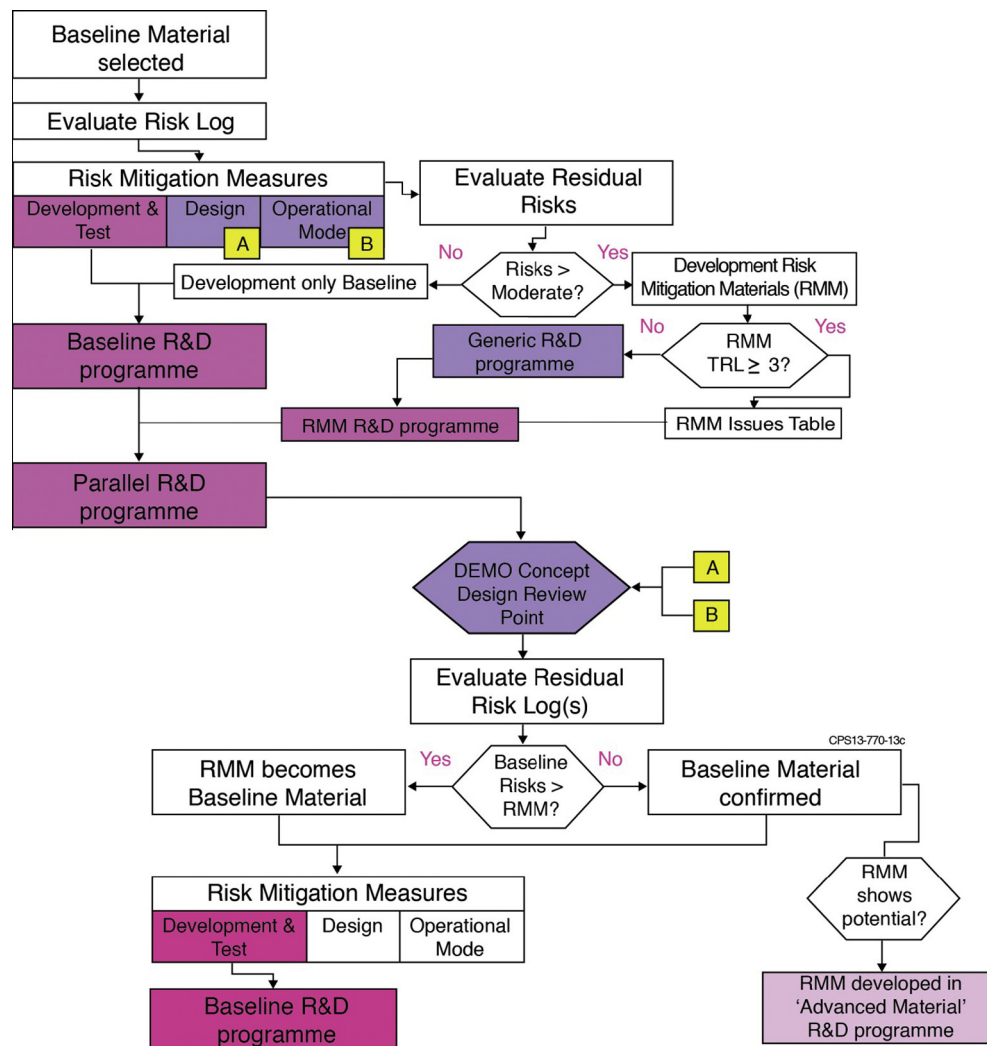 Baseline Material
selected
Evaluate Risk Log
Risk Mitigation Measures
Development &
Test
Design
A
Operational
Mode
B
Evaluate Residual
Risks
No
Risks >
Moderate?
Yes
Development only Baseline
Development Risk
Mitigation Materials (RMM)
Baseline R&D
programme
Generic R&D
programme
No
RMM
TRL ≥ 3?
Yes
RMM R&D programme
RMM Issues Table
Parallel R&D
programme
DEMO Concept
Design Review
Point
A
B
Evaluate Residual
Risk Log(s)
CPS13-770-13c
RMM becomes
Baseline Material
Yes
Baseline
Risks >
RMM?
No
Baseline Material
confirmed
Risk Mitigation Measures
Development &
Test
Design
Operational
Mode
RMM
shows
potential?
Baseline R&D
programme
RMM developed in
‘Advanced Material’
R&D programme